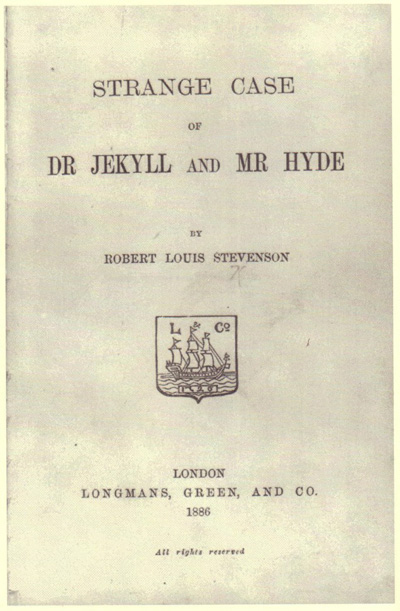 STRANGE CASE
OF
DR JEKYLL AND MR HYDE
BY
ROBERT LOUIS STEVENSON
L Co
LONDON
LONGMANS, GREEN, AND CO.
1886
All rights reserved